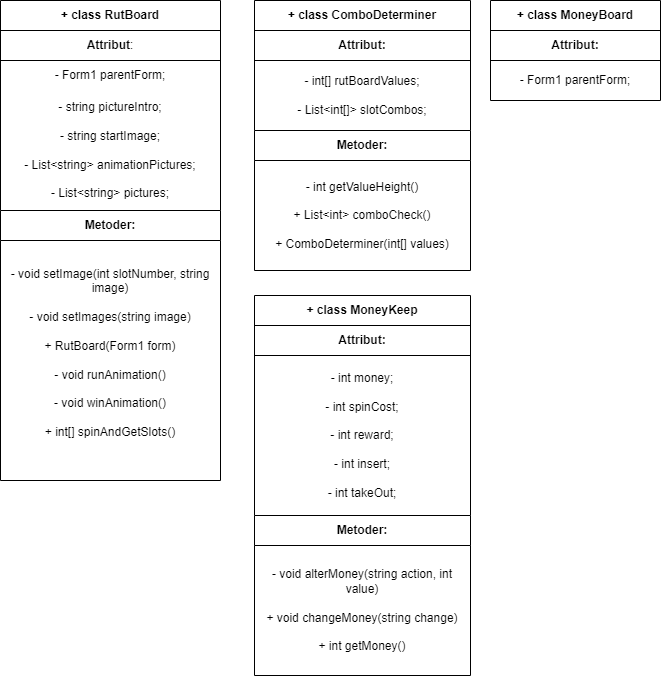 + class RutBoard
Attribut:
- Form1 parentForm;
- string pictureIntro;
- string startImage;
- List<string> animationPictures;
- List<string> pictures;
Metoder:
- void setImage(int slotNumber, string
image)
- void setImages(string image)
+ RutBoard(Form1 form)
- void runAnimation()
- void winAnimation()
+ int[] spinAndGetSlots()
+ class ComboDeterminer
Attribut:
- int[] rutBoardValues;
- List<int[]> slotCombos;
Metoder:
- int getValueHeight()
+ List<int> comboCheck()
+ ComboDeterminer(int[] values)
+ class MoneyBoard
Attribut:
- Form1 parentForm;
+ class MoneyKeep
Attribut:
- int money;
- int spinCost;
- int reward;
- int insert;
- int takeOut;
Metoder:
- void alterMoney(string action, int
value)
+ void changeMoney(string change)
+ int getMoney()